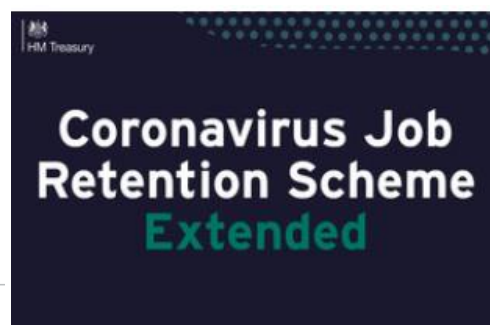 HM Treasury
Coronavirus Job
Retention Scheme
Extended